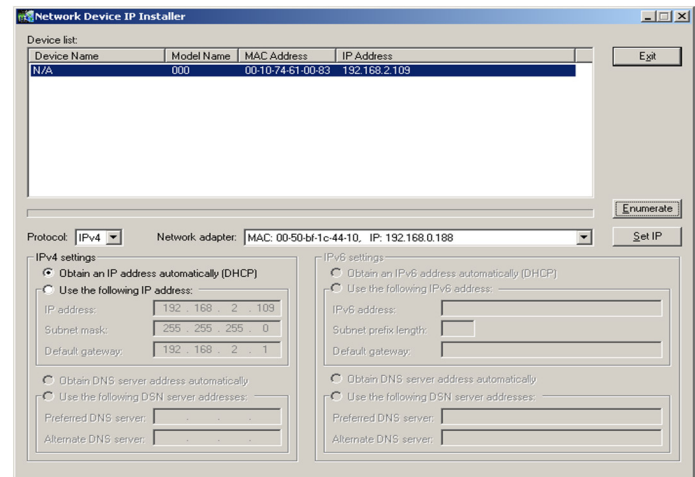 Network Device IP Installer
Device list:
Device Name Model Name MAC Address IP Address
N/A 000 00-10-74-61-00-83 192.168.2.109
Exit
Enumerate
Protocol: IPv4 Network adapter: MAC: 00-50-bf-1c-44-10, IP: 192.168.0.188 Set IP
IPv4 settings
Obtain an IP address automatically (DHCP)
Use the following IP address:
IP address: 192 . 168 . 2 . 109
Subnet mask: 255 . 255 . 255 . 0
Default gateway: 192 . 168 . 2 . 1
Obtain DNS server address automatically
Use the following DSN server addresses:
Preferred DNS server: . . .
Alternate DNS server: . . .
IPv6 settings
Obtain an IPv6 address automatically (DHCP)
Use the following IPv6 address:
IPv6 address:
Subnet prefix length:
Default gateway:
Obtain DNS server address automatically
Use the following DSN server addresses:
Preferred DNS server:
Alternate DNS server: